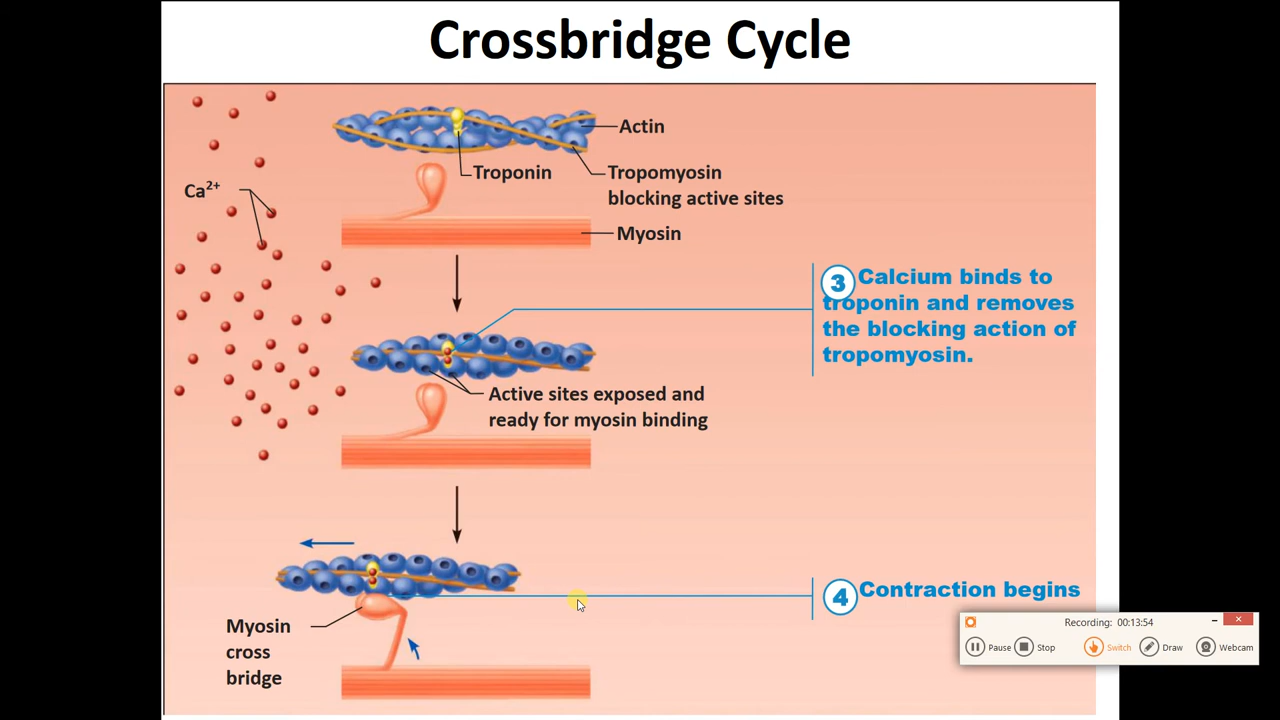 Crossbridge Cycle
Actin
Troponin
Tropomyosin
blocking active sites
Ca²⁺
Myosin
3 Calcium binds to
troponin and removes
the blocking action of
tropomyosin.
Active sites exposed and
ready for myosin binding
4 Contraction begins
Myosin
cross
bridge
Recording: 00:13:54
Pause Stop Switch Draw Webcam